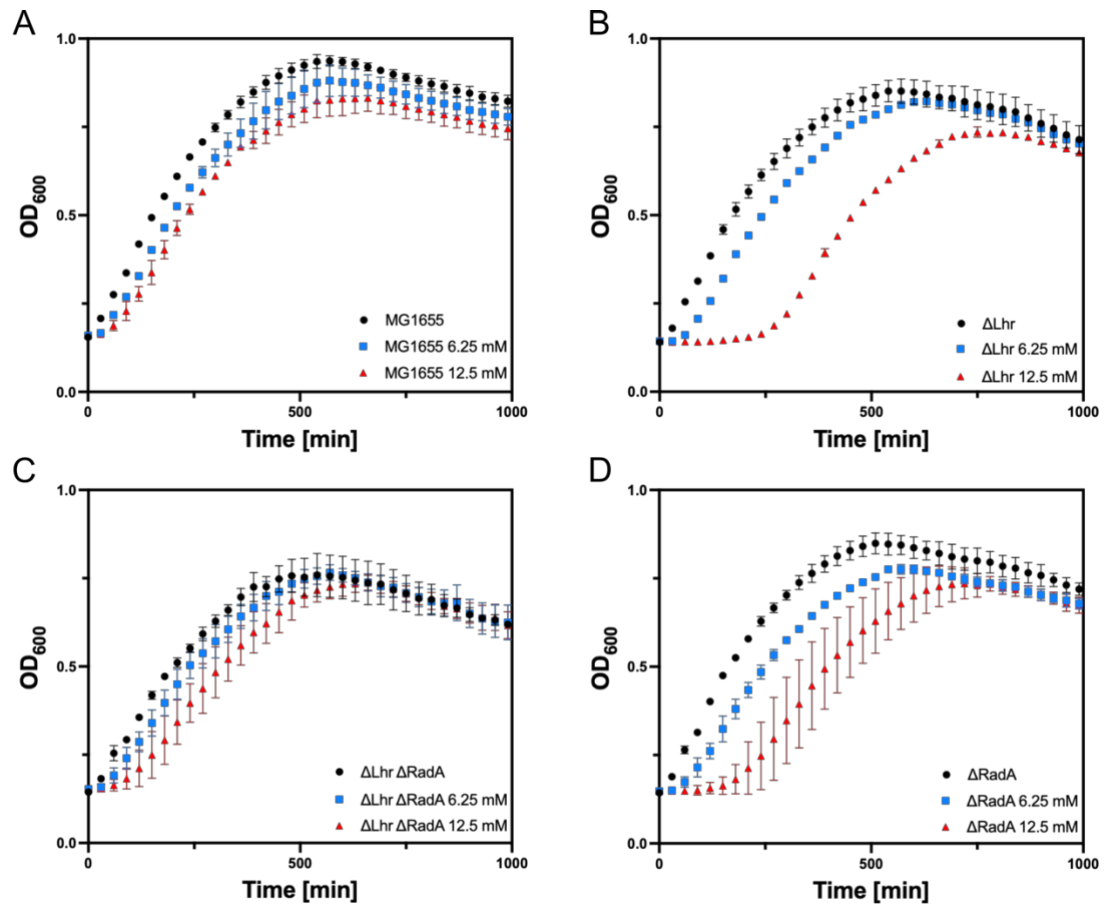 A
1.0
OD600
0.5
0.0
MG1655
MG1655 6.25 mM
MG1655 12.5 mM
0
500
1000
Time [min]
B
1.0
OD600
0.5
0.0
ΔLhr
ΔLhr 6.25 mM
ΔLhr 12.5 mM
0
500
1000
Time [min]
C
1.0
OD600
0.5
0.0
ΔLhr ΔRadA
ΔLhr ΔRadA 6.25 mM
ΔLhr ΔRadA 12.5 mM
0
500
1000
Time [min]
D
1.0
OD600
0.5
0.0
ΔRadA
ΔRadA 6.25 mM
ΔRadA 12.5 mM
0
500
1000
Time [min]